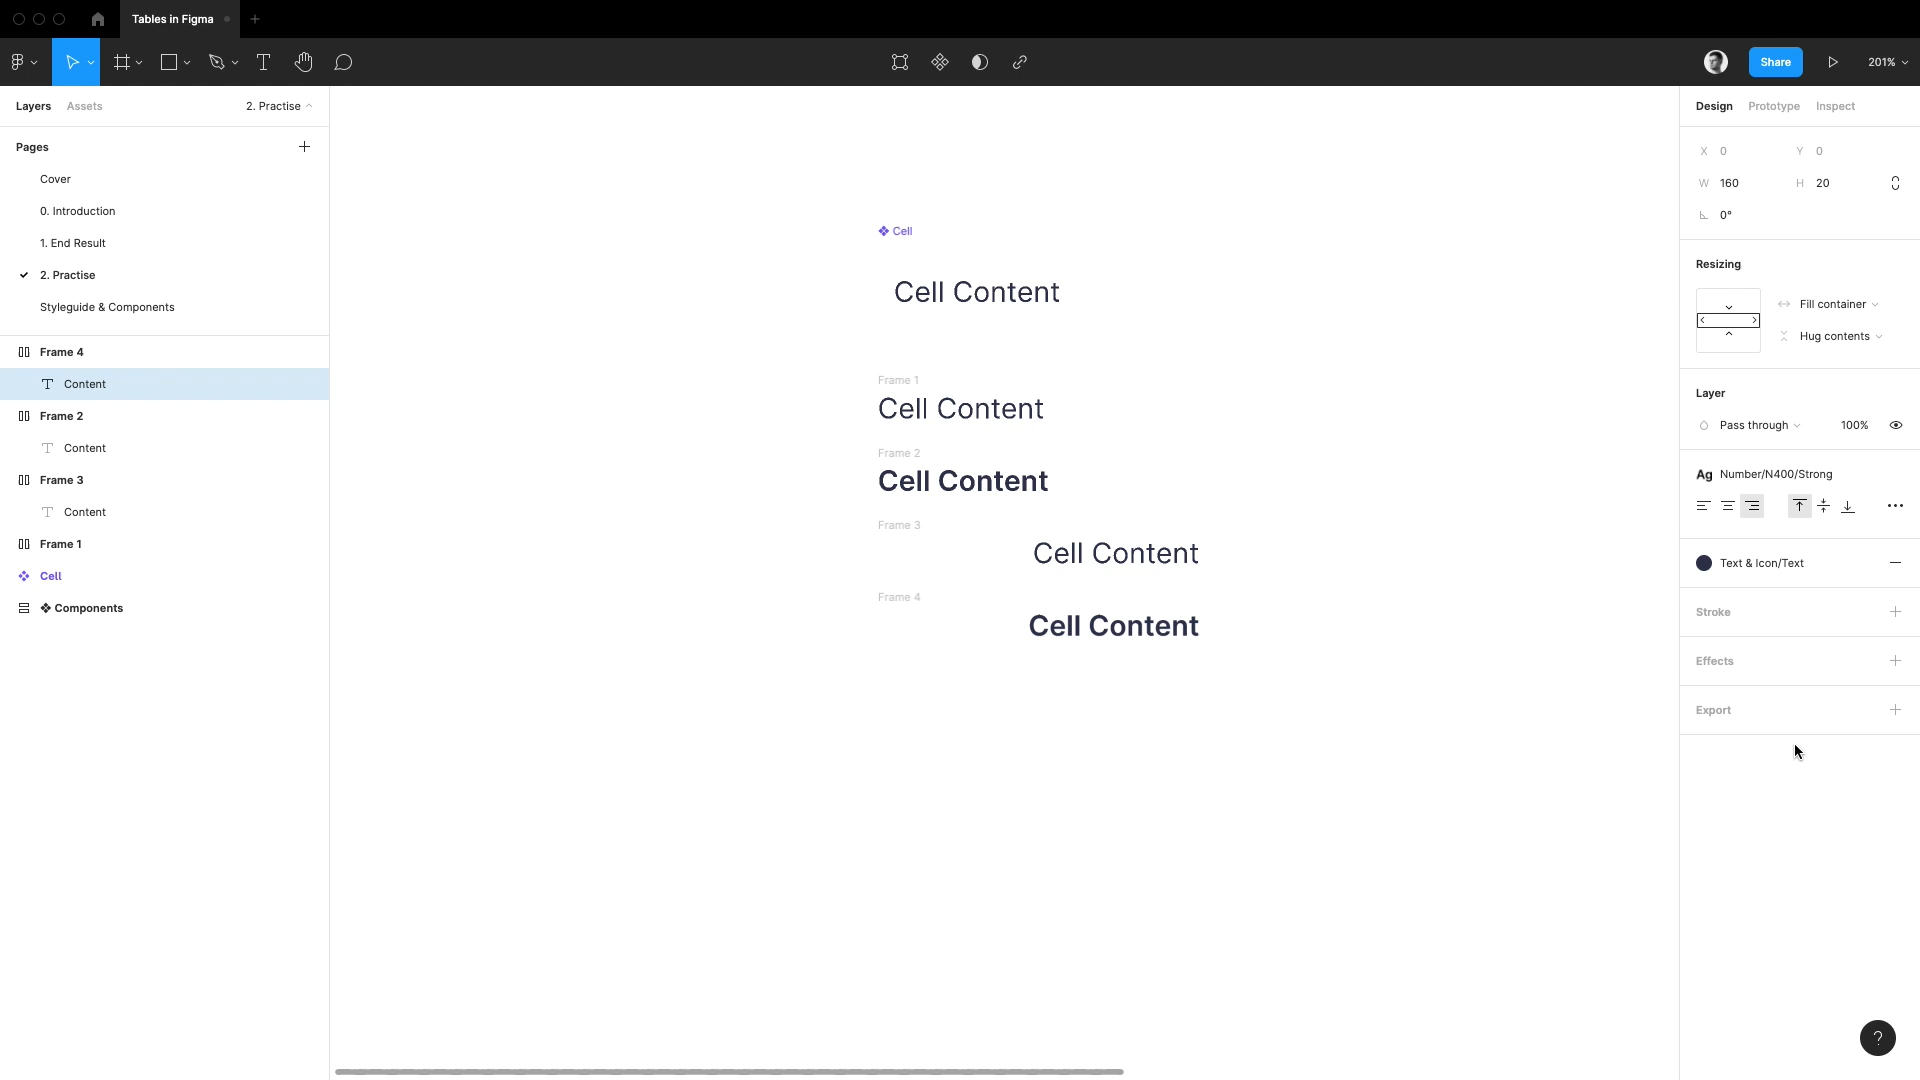 Tables in Figma
Share
201%
Layers
Assets
2. Practise
Pages
Cover
0. Introduction
1. End Result
2. Practise
Styleguide & Components
Frame 4
Content
Frame 2
Content
Frame 3
Content
Frame 1
Cell
Components
Cell
Cell Content
Frame 1
Cell Content
Frame 2
Cell Content
Frame 3
Cell Content
Frame 4
Cell Content
Design
Prototype
Inspect
X 0
Y 0
W 160
H 20
0°
Resizing
Fill container
Hug contents
Layer
Pass through
100%
Ag Number/N400/Strong
Text & Icon/Text
Stroke
Effects
Export
?